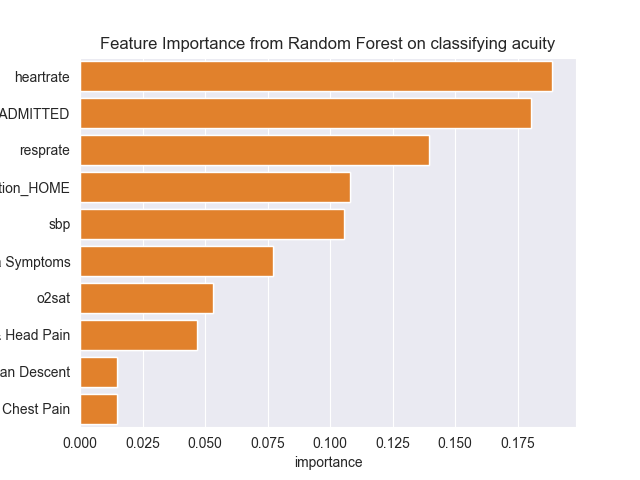 Feature Importance from Random Forest on classifying acuity
heartrate
ADMITTED
resprate
tion_HOME
sbp
Symptoms
o2sat
Head Pain
an Descent
Chest Pain
0.000 0.025 0.050 0.075 0.100 0.125 0.150 0.175
importance